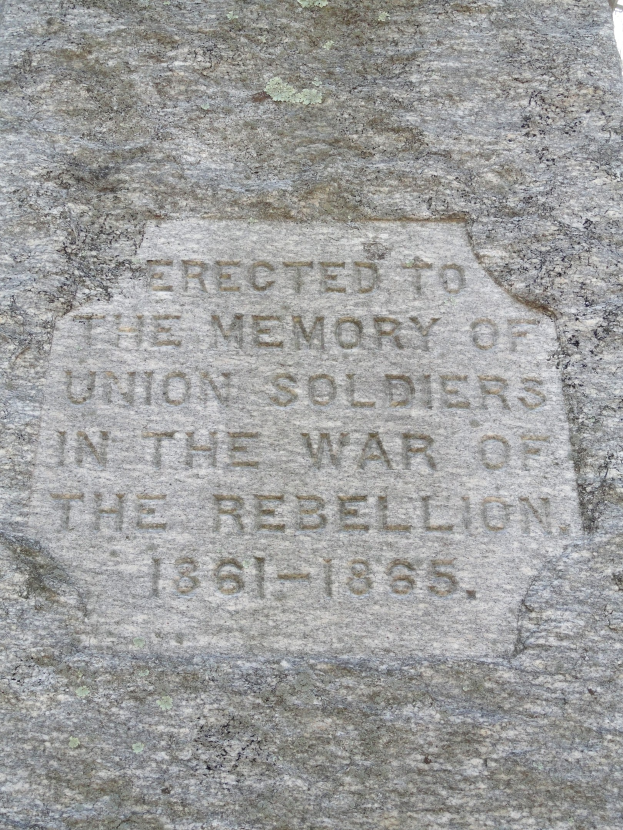 ERECTED TO
THE MEMORY OF
UNION SOLDIERS
IN THE WAR OF
THE REBELLION.
1861-1865.